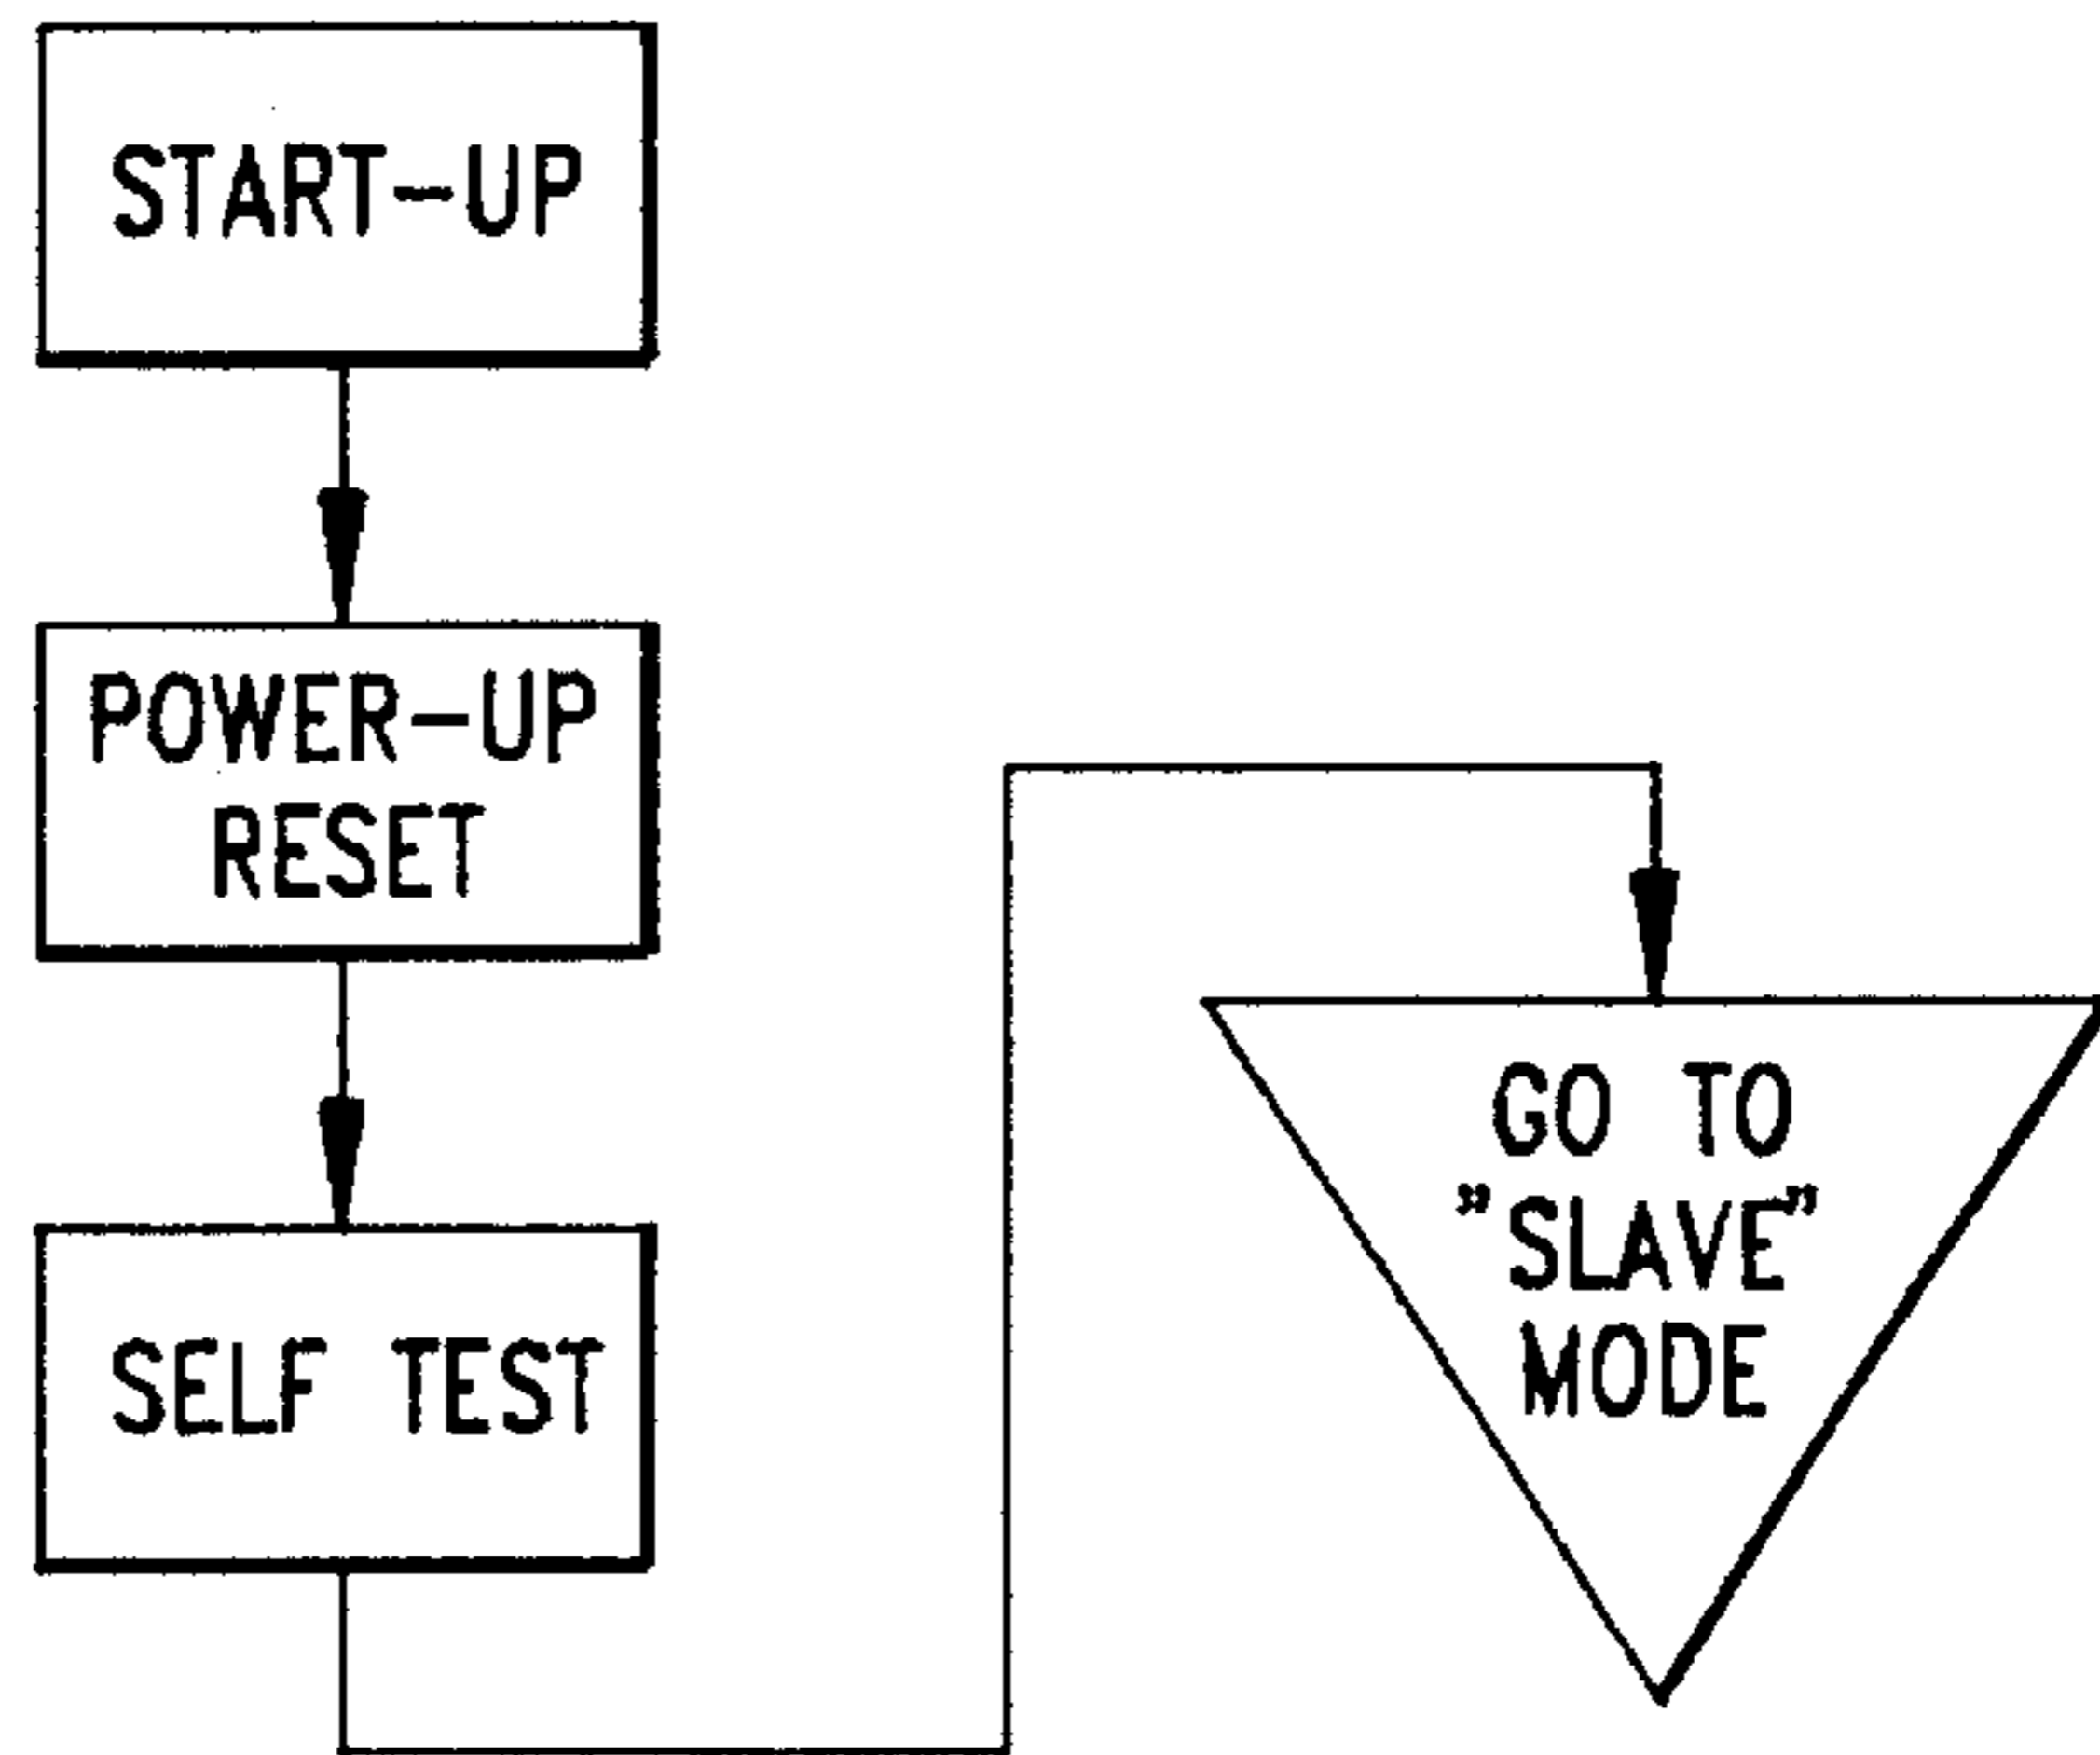 START-UP
POWER-UP
RESET
SELF TEST
GO TO
"SLAVE"
MODE